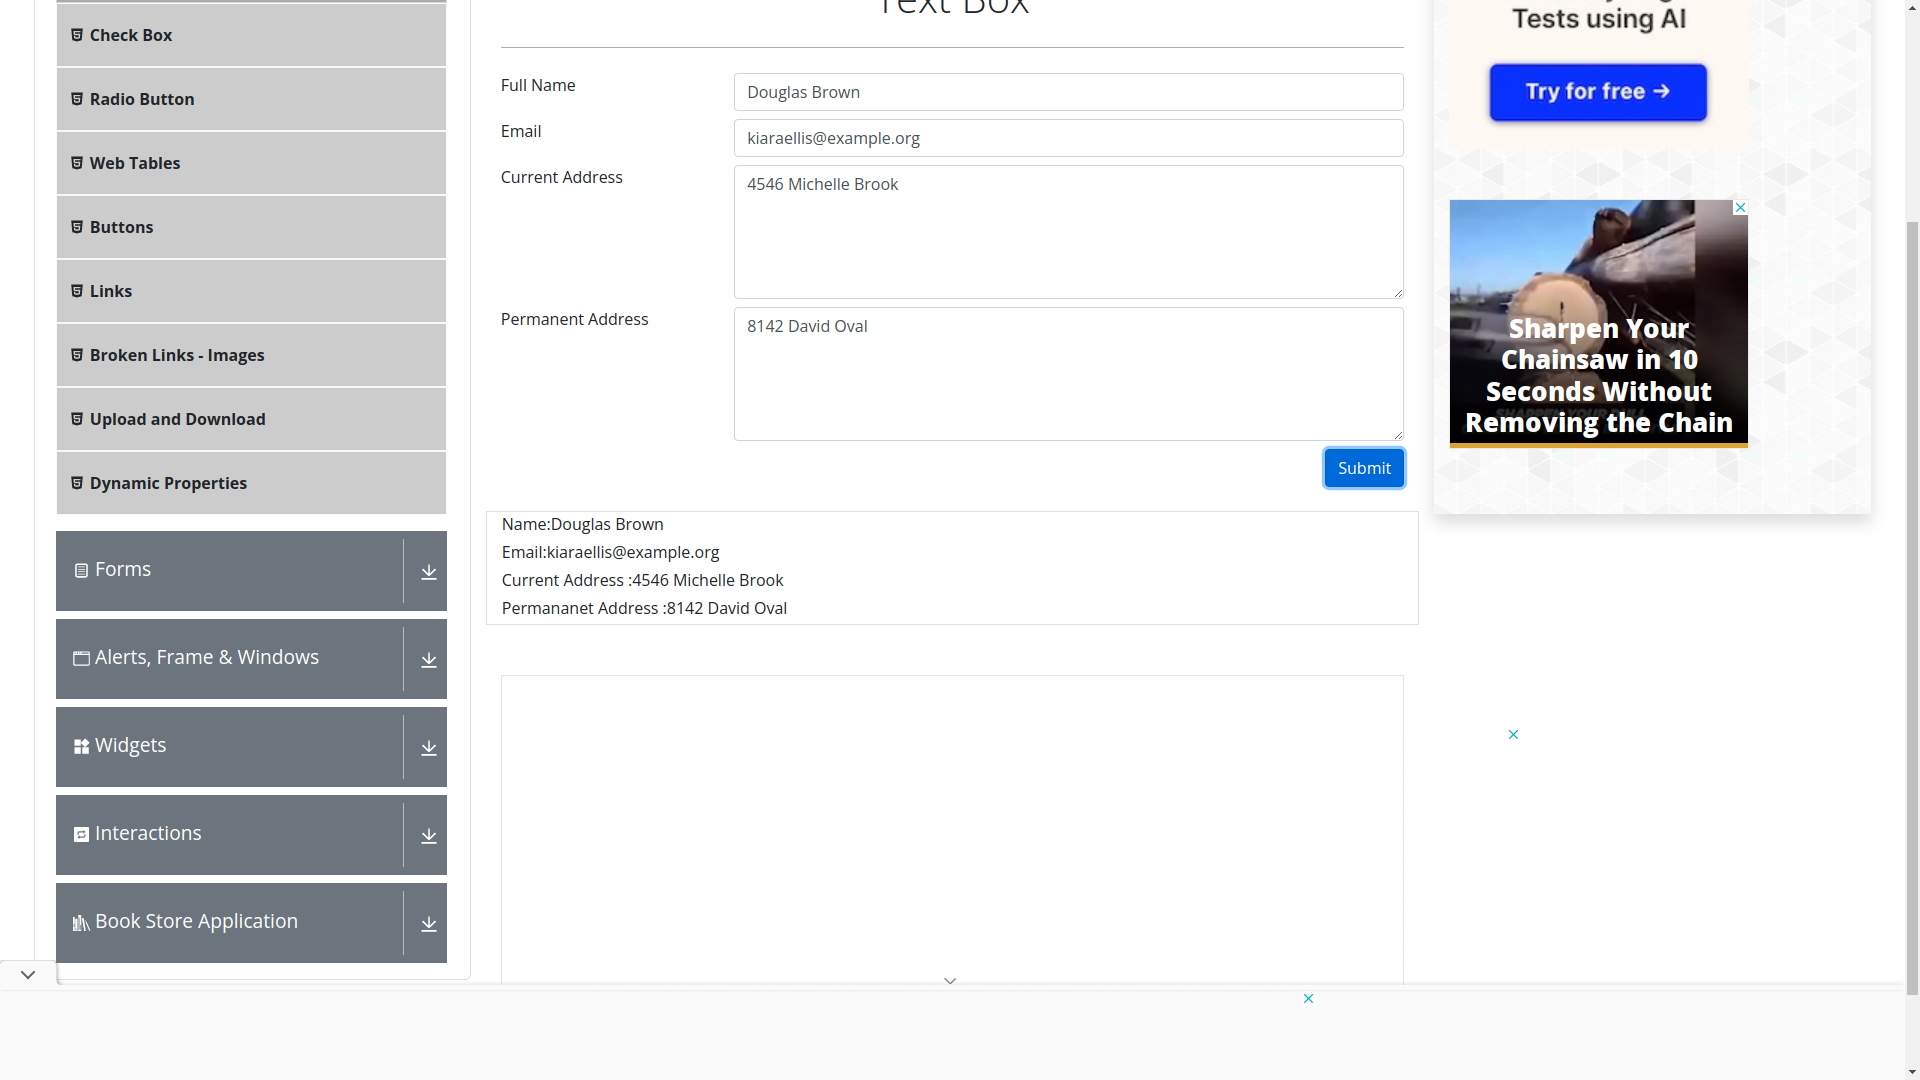 Text Box
Check Box
Radio Button
Web Tables
Buttons
Links
Broken Links - Images
Upload and Download
Dynamic Properties
Forms
Alerts, Frame & Windows
Widgets
Interactions
Book Store Application
Full Name
Douglas Brown
Email
kiaraellis@example.org
Current Address
4546 Michelle Brook
Permanent Address
8142 David Oval
Submit
Name:Douglas Brown
Email:kiaraellis@example.org
Current Address :4546 Michelle Brook
Permananet Address :8142 David Oval
Tests using AI
Try for free →
Sharpen Your
Chainsaw in 10
Seconds Without
Removing the Chain